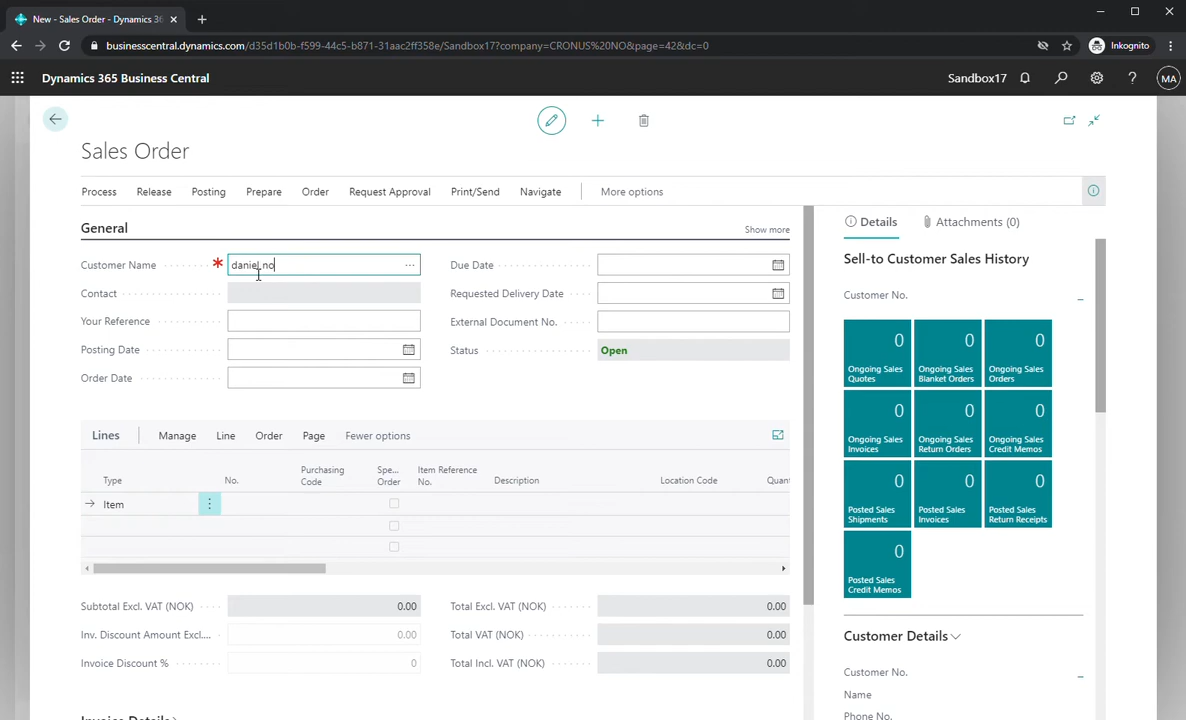 New - Sales Order - Dynamics 36
businesscentral.dynamics.com/d35d1b0b-f599-44c5-b871-31aac2ff358e/Sandbox17?company=CRONUS%20NO&page=42&dc=0
Inkognito
Dynamics 365 Business Central
Sandbox17
MA
Sales Order
Process Release Posting Prepare Order Request Approval Print/Send Navigate More options
General
Show more
Customer Name
daniel no
Contact
Your Reference
Posting Date
Order Date
Due Date
Requested Delivery Date
External Document No.
Status
Open
Lines
Manage Line Order Page Fewer options
Type
No.
Purchasing
Code
Spe...
Order
Item Reference
No.
Description
Location Code
Quant
Item
Subtotal Excl. VAT (NOK) 0.00
Inv. Discount Amount Excl.... 0.00
Invoice Discount % 0
Total Excl. VAT (NOK) 0.00
Total VAT (NOK) 0.00
Total Incl. VAT (NOK) 0.00
Invoice Details
Details
Attachments (0)
Sell-to Customer Sales History
Customer No.
0
Ongoing Sales
Quotes
0
Ongoing Sales
Blanket Orders
0
Ongoing Sales
Orders
0
Ongoing Sales
Invoices
0
Ongoing Sales
Return Orders
0
Ongoing Sales
Credit Memos
0
Posted Sales
Shipments
0
Posted Sales
Invoices
0
Posted Sales
Return Receipts
0
Posted Sales
Credit Memos
Customer Details
Customer No.
Name
Phone No.